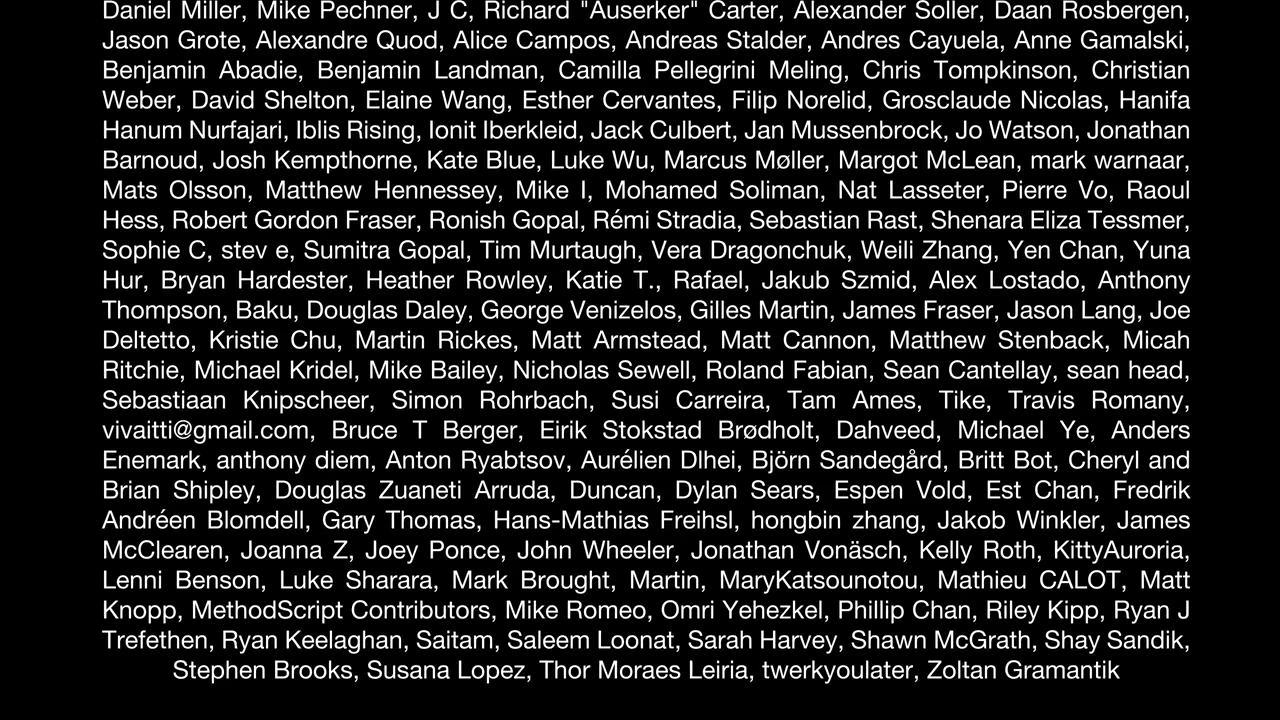 Daniel Miller, Mike Pechner, J C, Richard "Auserker" Carter, Alexander Soller, Daan Rosbergen,
Jason Grote, Alexandre Quod, Alice Campos, Andreas Stalder, Andres Cayuela, Anne Gamalski,
Benjamin Abadie, Benjamin Landman, Camilla Pellegrini Meling, Chris Tompkinson, Christian
Weber, David Shelton, Elaine Wang, Esther Cervantes, Filip Norelid, Grosclaude Nicolas, Hanifa
Hanum Nurfajari, Iblis Rising, Ionit Iberkleid, Jack Culbert, Jan Mussenbrock, Jo Watson, Jonathan
Barnoud, Josh Kempthorne, Kate Blue, Luke Wu, Marcus Møller, Margot McLean, mark warnaar,
Mats Olsson, Matthew Hennessey, Mike I, Mohamed Soliman, Nat Lasseter, Pierre Vo, Raoul
Hess, Robert Gordon Fraser, Ronish Gopal, Rémi Stradia, Sebastian Rast, Shenara Eliza Tessmer,
Sophie C, stev e, Sumitra Gopal, Tim Murtaugh, Vera Dragonchuk, Weili Zhang, Yen Chan, Yuna
Hur, Bryan Hardester, Heather Rowley, Katie T., Rafael, Jakub Szmid, Alex Lostado, Anthony
Thompson, Baku, Douglas Daley, George Venizelos, Gilles Martin, James Fraser, Jason Lang, Joe
Deltetto, Kristie Chu, Martin Rickes, Matt Armstead, Matt Cannon, Matthew Stenback, Micah
Ritchie, Michael Kridel, Mike Bailey, Nicholas Sewell, Roland Fabian, Sean Cantellay, sean head,
Sebastiaan Knipscheer, Simon Rohrbach, Susi Carreira, Tam Ames, Tike, Travis Romany,
vivaitti@gmail.com, Bruce T Berger, Eirik Stokstad Brødholt, Dahveed, Michael Ye, Anders
Enemark, anthony diem, Anton Ryabtsov, Aurélien Dlhei, Björn Sandegård, Britt Bot, Cheryl and
Brian Shipley, Douglas Zuaneti Arruda, Duncan, Dylan Sears, Espen Vold, Est Chan, Fredrik
Andréen Blomdell, Gary Thomas, Hans-Mathias Freihsl, hongbin zhang, Jakob Winkler, James
McClearen, Joanna Z, Joey Ponce, John Wheeler, Jonathan Vonäsch, Kelly Roth, KittyAuroria,
Lenni Benson, Luke Sharara, Mark Brought, Martin, MaryKatsounotou, Mathieu CALOT, Matt
Knopp, MethodScript Contributors, Mike Romeo, Omri Yehezkel, Phillip Chan, Riley Kipp, Ryan J
Trefethen, Ryan Keelaghan, Saitam, Saleem Loonat, Sarah Harvey, Shawn McGrath, Shay Sandik,
Stephen Brooks, Susana Lopez, Thor Moraes Leiria, twerkyoulater, Zoltan Gramantik